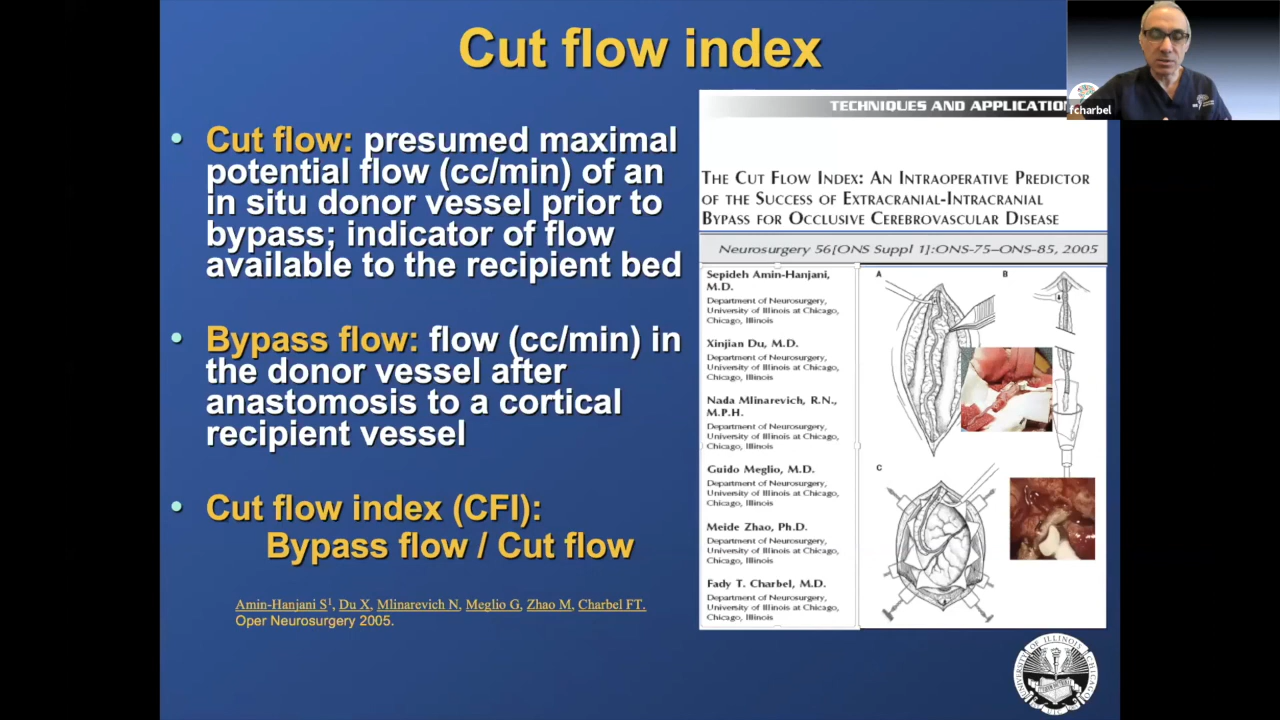 Cut flow index
• Cut flow: presumed maximal
potential flow (cc/min) of an
in situ donor vessel prior to
bypass; indicator of flow
available to the recipient bed
• Bypass flow: flow (cc/min) in
the donor vessel after
anastomosis to a cortical
recipient vessel
• Cut flow index (CFI):
Bypass flow / Cut flow
Amin-Hanjani S¹, Du X, Mlinarevich N, Meglio G, Zhao M, Charbel FT.
Oper Neurosurgery 2005.
TECHNIQUES AND APPLICATION
THE CUT FLOW INDEX: AN INTRAOPERATIVE PREDICTOR
OF THE SUCCESS OF EXTRACRANIAL-INTRACRANIAL
BYPASS FOR OCCLUSIVE CEREBROVASCULAR DISEASE
Neurosurgery 56[ONS Suppl 1]:ONS-75–ONS-85, 2005
Sepideh Amin-Hanjani,
M.D.
Department of Neurosurgery,
University of Illinois at Chicago,
Chicago, Illinois
Xinjian Du, M.D.
Department of Neurosurgery,
University of Illinois at Chicago,
Chicago, Illinois
Nada Mlinarevich, R.N.,
M.P.H.
Department of Neurosurgery,
University of Illinois at Chicago,
Chicago, Illinois
Guido Meglio, M.D.
Department of Neurosurgery,
University of Illinois at Chicago,
Chicago, Illinois
Meide Zhao, Ph.D.
Department of Neurosurgery,
University of Illinois at Chicago,
Chicago, Illinois
Fady T. Charbel, M.D.
Department of Neurosurgery,
University of Illinois at Chicago,
Chicago, Illinois
A
B
C
fcharbel
UNIVERSITY OF ILLINOIS CHICAGO